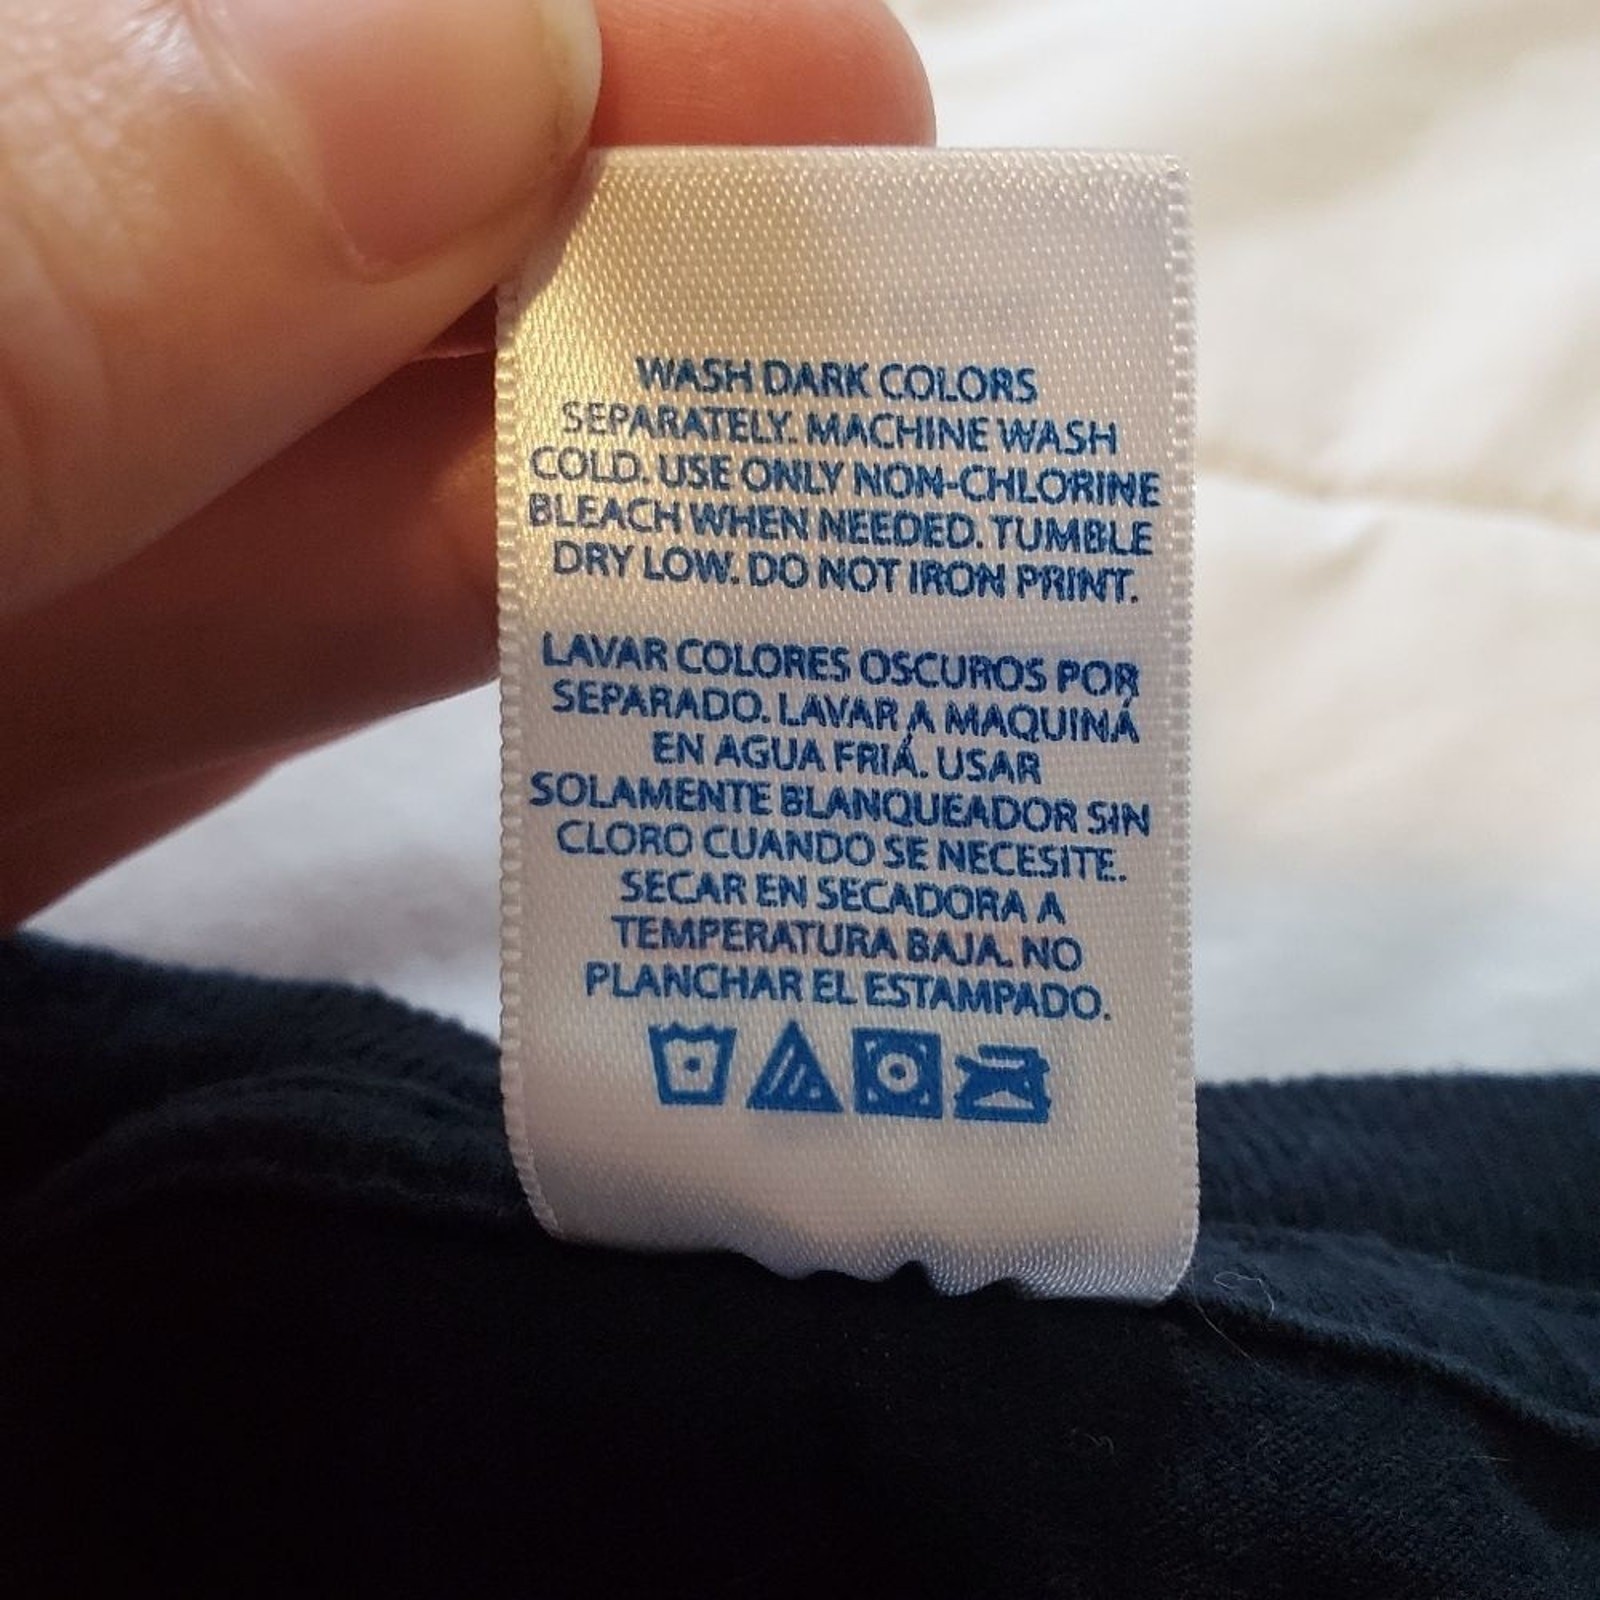 WASH DARK COLORS
SEPARATELY. MACHINE WASH
COLD. USE ONLY NON-CHLORINE
BLEACH WHEN NEEDED. TUMBLE
DRY LOW. DO NOT IRON PRINT.
LAVAR COLORES OSCUROS POR
SEPARADO. LAVAR A MAQUINÁ
EN AGUA FRIÁ. USAR
SOLAMENTE BLANQUEADOR SIN
CLORO CUANDO SE NECESITE.
SECAR EN SECADORA A
TEMPERATURA BAJA. NO
PLANCHAR EL ESTAMPADO.